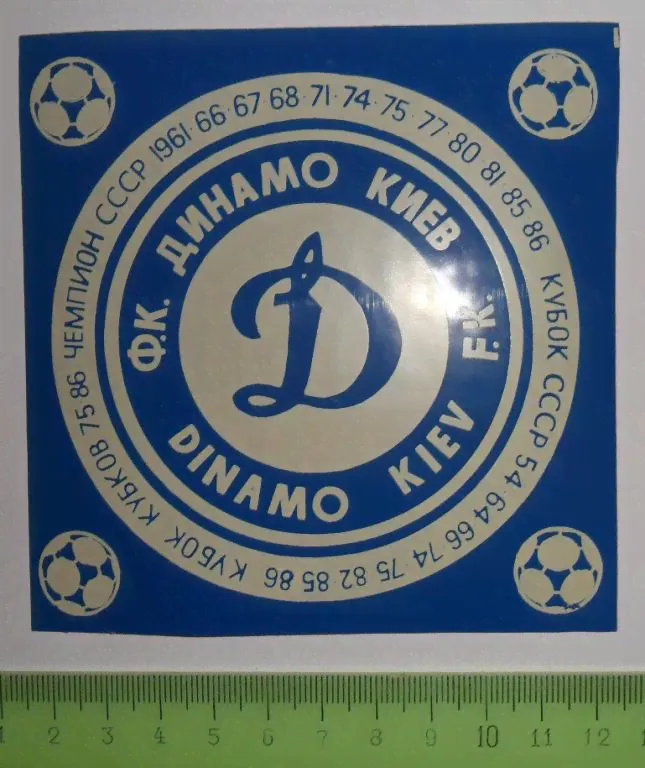 ЧЕМПИОН СССР 1961·66·67·68·71·74·75·77·80·81·85·86
КУБОК СССР 54·64·66·74·75·82·85·86
КУБОК КУБКОВ 75·86
Ф.К. ДИНАМО КИЕВ
DINAMO KIEV F.K.
Д
1 2 3 4 5 6 7 8 9 10 11 12